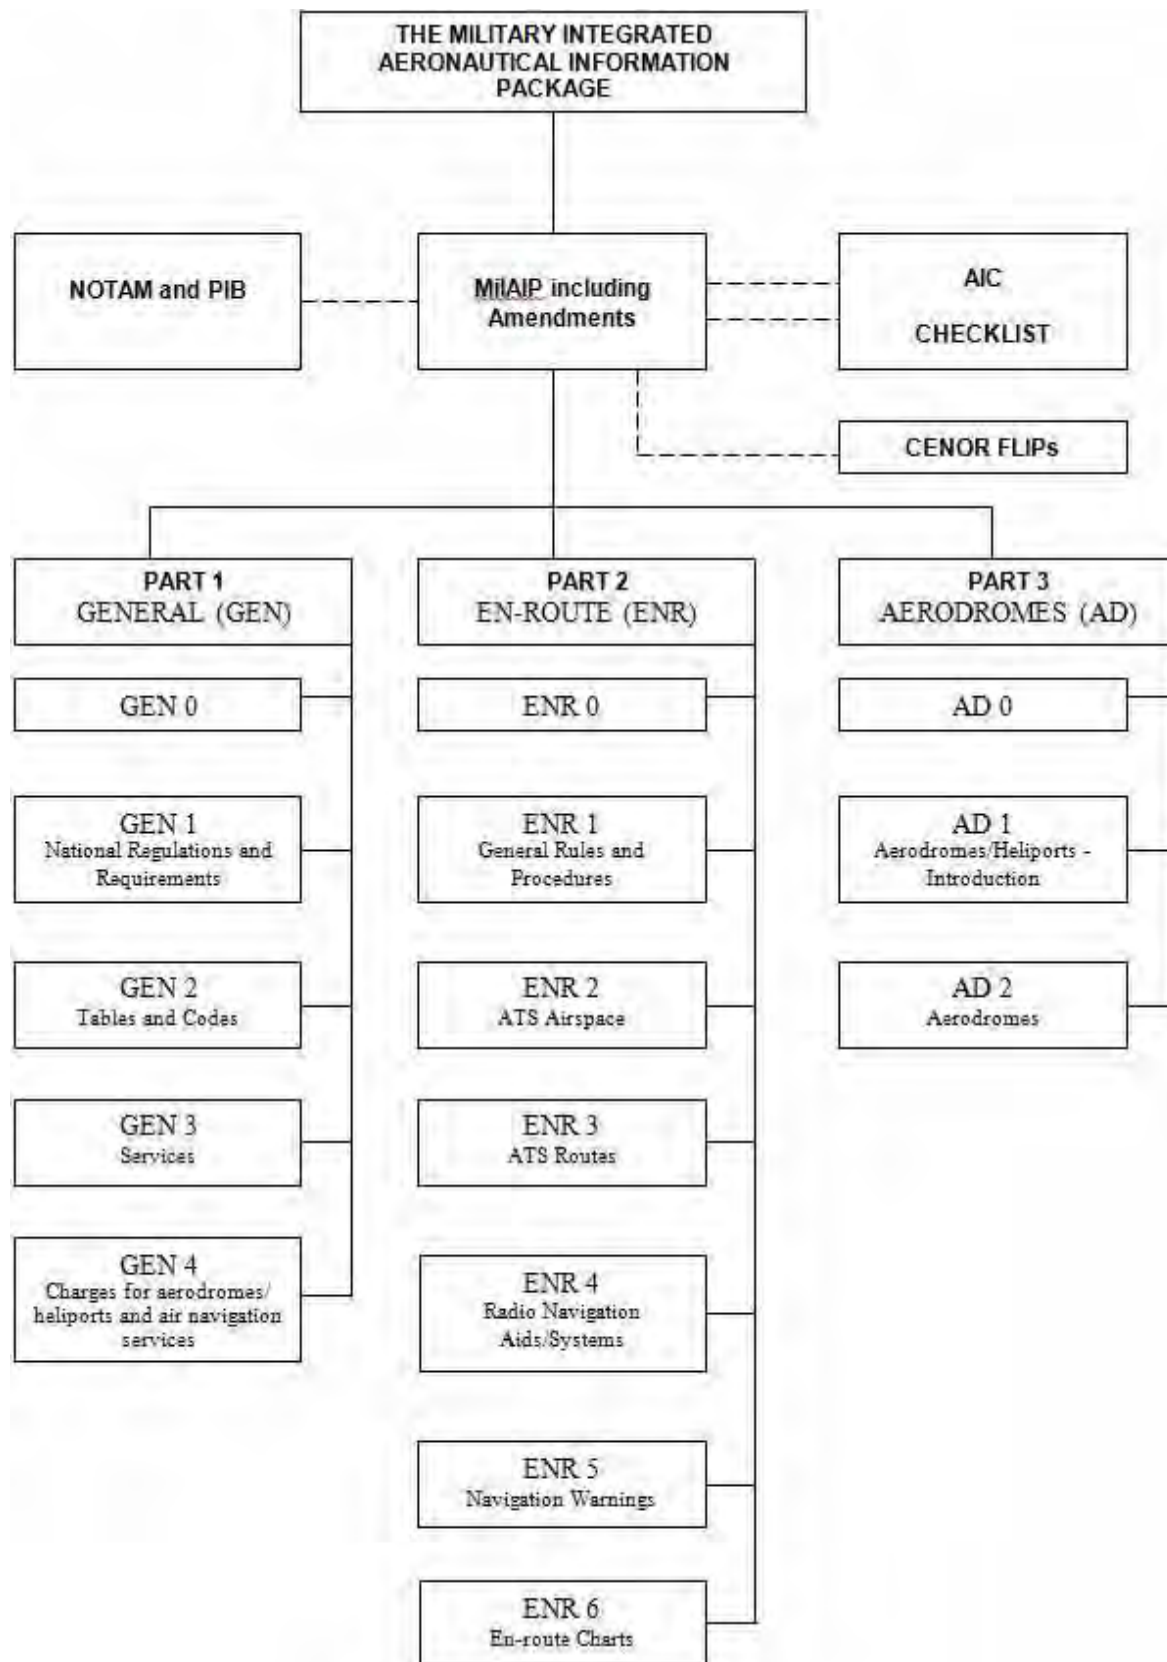 THE MILITARY INTEGRATED
AERONAUTICAL INFORMATION
PACKAGE
NOTAM and PIB
MilAIP including
Amendments
AIC
CHECKLIST
CENOR FLIPs
PART 1
GENERAL (GEN)
PART 2
EN-ROUTE (ENR)
PART 3
AERODROMES (AD)
GEN 0
ENR 0
AD 0
GEN 1
National Regulations and
Requirements
ENR 1
General Rules and
Procedures
AD 1
Aerodromes/Heliports -
Introduction
GEN 2
Tables and Codes
ENR 2
ATS Airspace
AD 2
Aerodromes
GEN 3
Services
ENR 3
ATS Routes
GEN 4
Charges for aerodromes/
heliports and air navigation
services
ENR 4
Radio Navigation
Aids/Systems
ENR 5
Navigation Warnings
ENR 6
En-route Charts